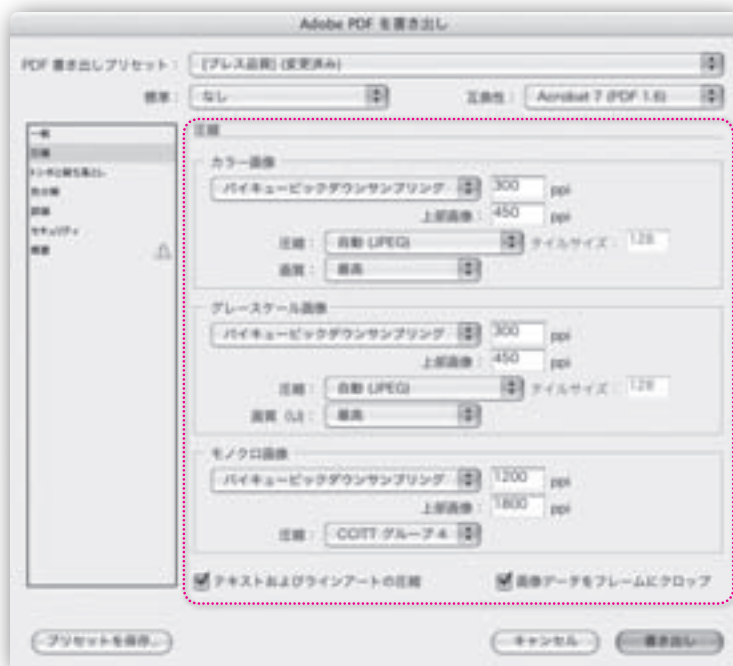 Adobe PDF を書き出し
PDF 書き出しプリセット： [プレス品質] (変更済み)
標準： なし 互換性： Acrobat 7 (PDF 1.6)
一般
圧縮
トンボと裁ち落とし
色分解
詳細
セキュリティ
概要
圧縮
カラー画像
バイキュービックダウンサンプリング 300 ppi
上部画像： 450 ppi
圧縮： 自動 (JPEG) タイルサイズ： 128
画質： 最高
グレースケール画像
バイキュービックダウンサンプリング 300 ppi
上部画像： 450 ppi
圧縮： 自動 (JPEG) タイルサイズ： 128
画質 (U)： 最高
モノクロ画像
バイキュービックダウンサンプリング 1200 ppi
上部画像： 1800 ppi
圧縮： CCITT グループ 4
テキストおよびラインアートの圧縮 画像データをフレームにクロップ
プリセットを保存... キャンセル 書き出し